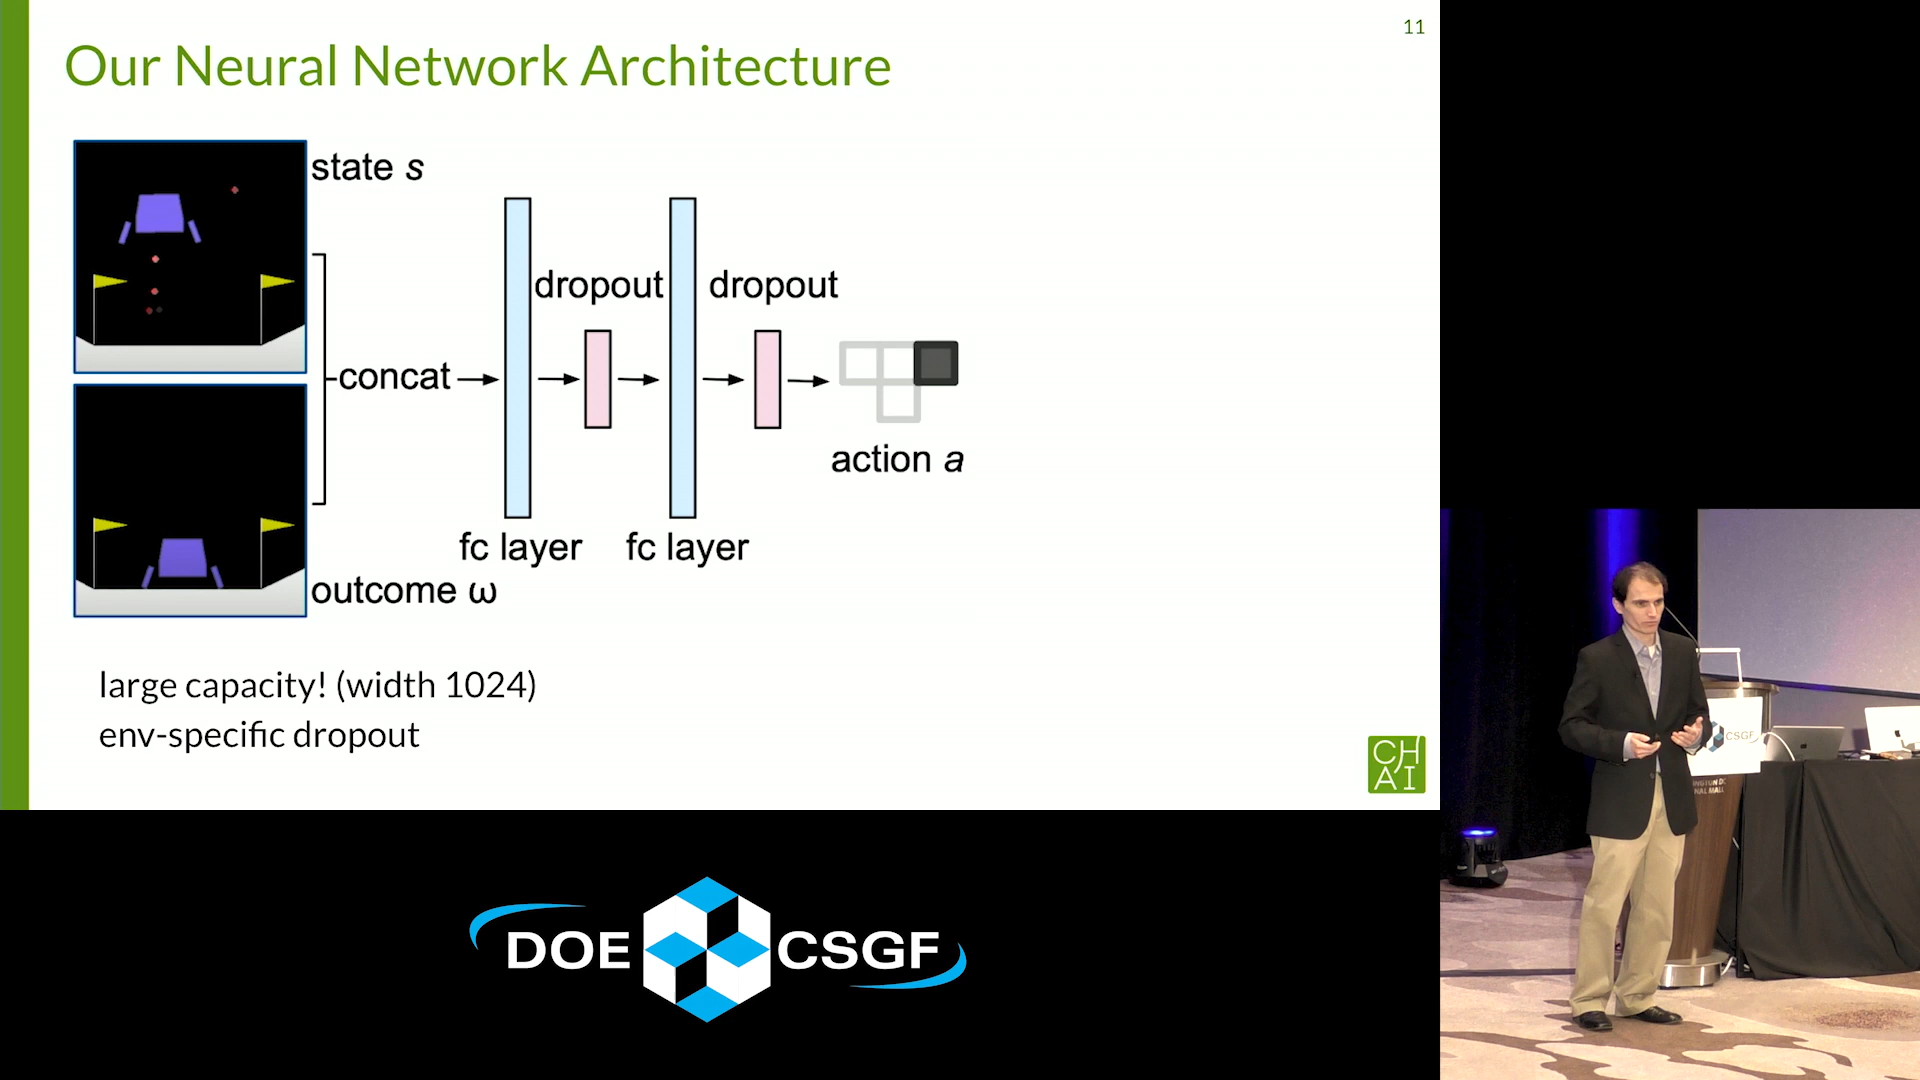 11
Our Neural Network Architecture
state s
dropout
dropout
concat
action a
fc layer
fc layer
outcome ω
large capacity! (width 1024)
env-specific dropout
CH
AI
DOE CSGF
CSGF